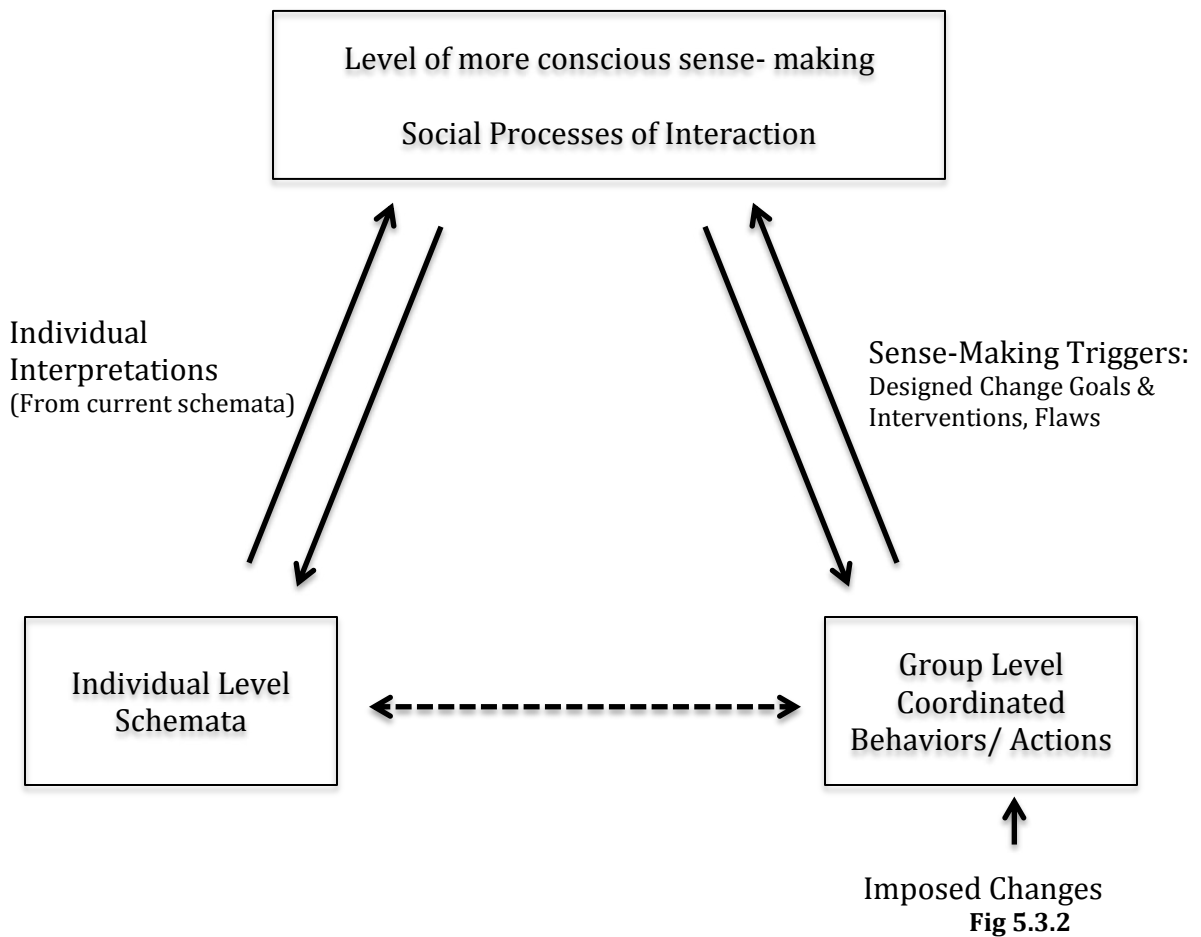 Level of more conscious sense- making
Social Processes of Interaction
Individual
Interpretations
(From current schemata)
Sense-Making Triggers:
Designed Change Goals &
Interventions, Flaws
Individual Level
Schemata
Group Level
Coordinated
Behaviors/ Actions
Imposed Changes
Fig 5.3.2